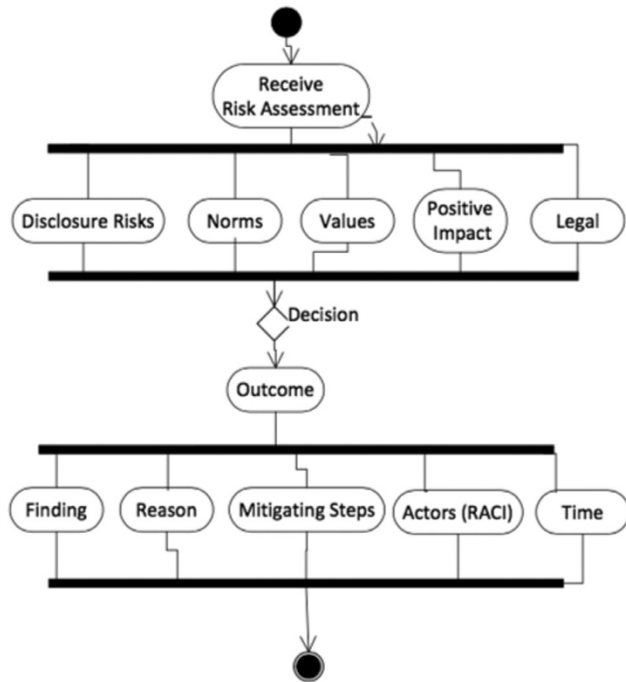 Receive
Risk Assessment
Disclosure Risks
Norms
Values
Positive
Impact
Legal
Decision
Outcome
Finding
Reason
Mitigating Steps
Actors (RACI)
Time